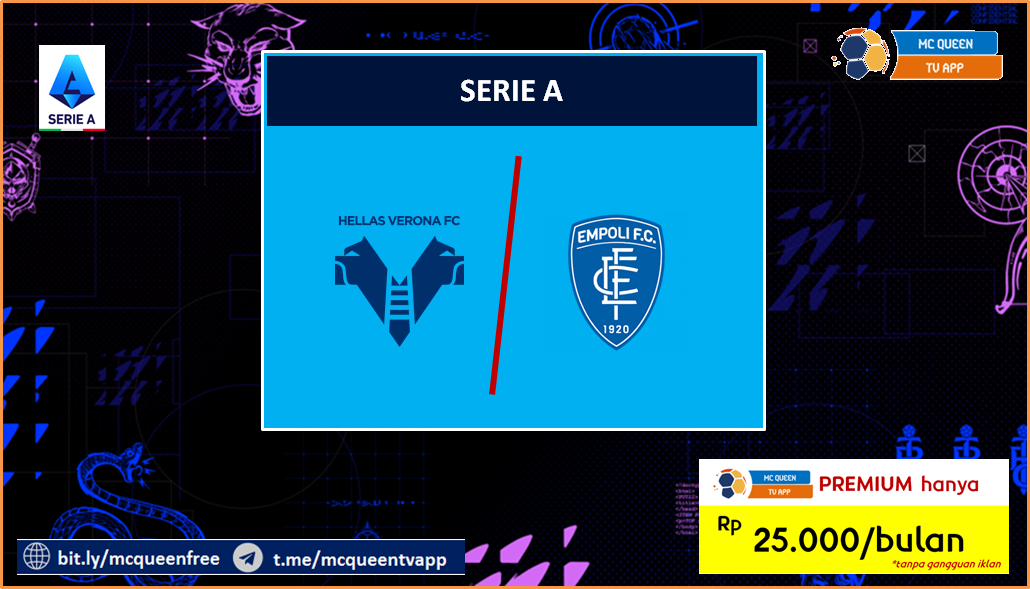 SERIE A
MC QUEEN
TV APP
SERIE A
HELLAS VERONA FC
EMPOLI F.C.
1920
MC QUEEN
TV APP
PREMIUM hanya
Rp 25.000/bulan
*tanpa gangguan iklan
bit.ly/mcqueenfree
t.me/mcqueentvapp